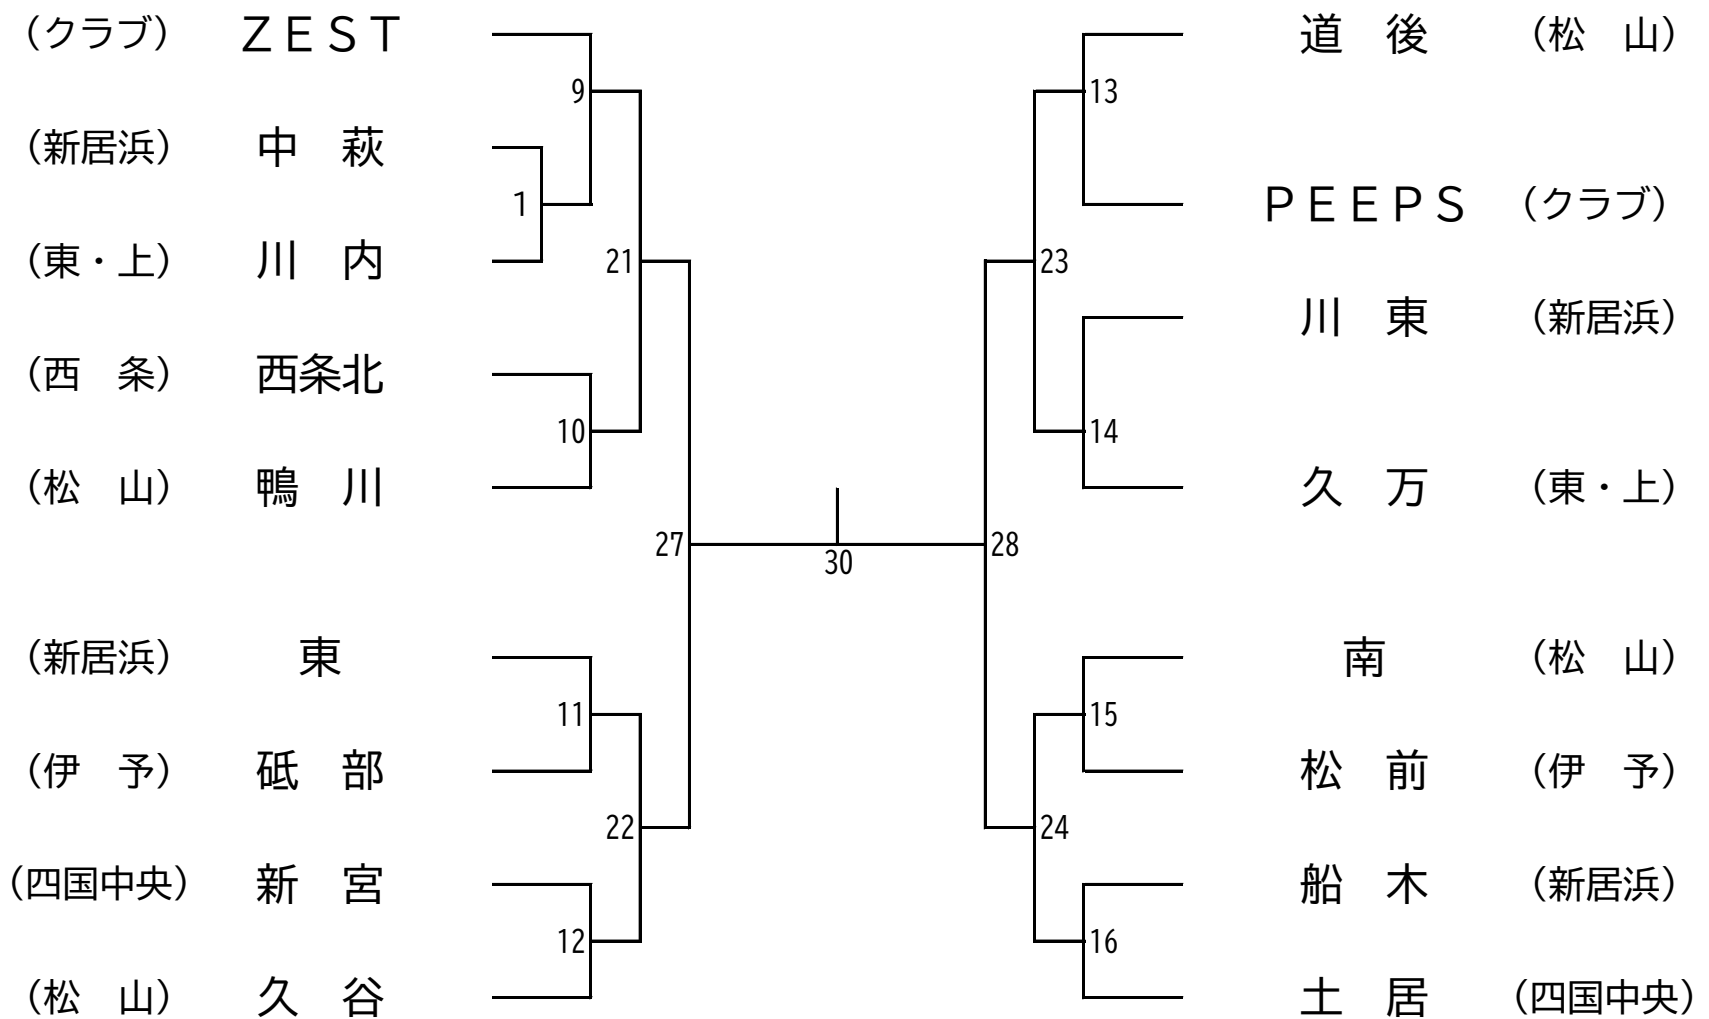 （クラブ） ＺＥＳＴ
9
（新居浜） 中　萩
1
（東・上） 川　内
21
（西　条） 西条北
10
（松　山） 鴨　川
27
（新居浜） 東
11
（伊　予） 砥　部
22
（四国中央） 新　宮
12
（松　山） 久　谷
30
道　後 （松　山）
13
ＰＥＥＰＳ （クラブ）
23
川　東 （新居浜）
14
久　万 （東・上）
28
南 （松　山）
15
松　前 （伊　予）
24
船　木 （新居浜）
16
土　居 （四国中央）